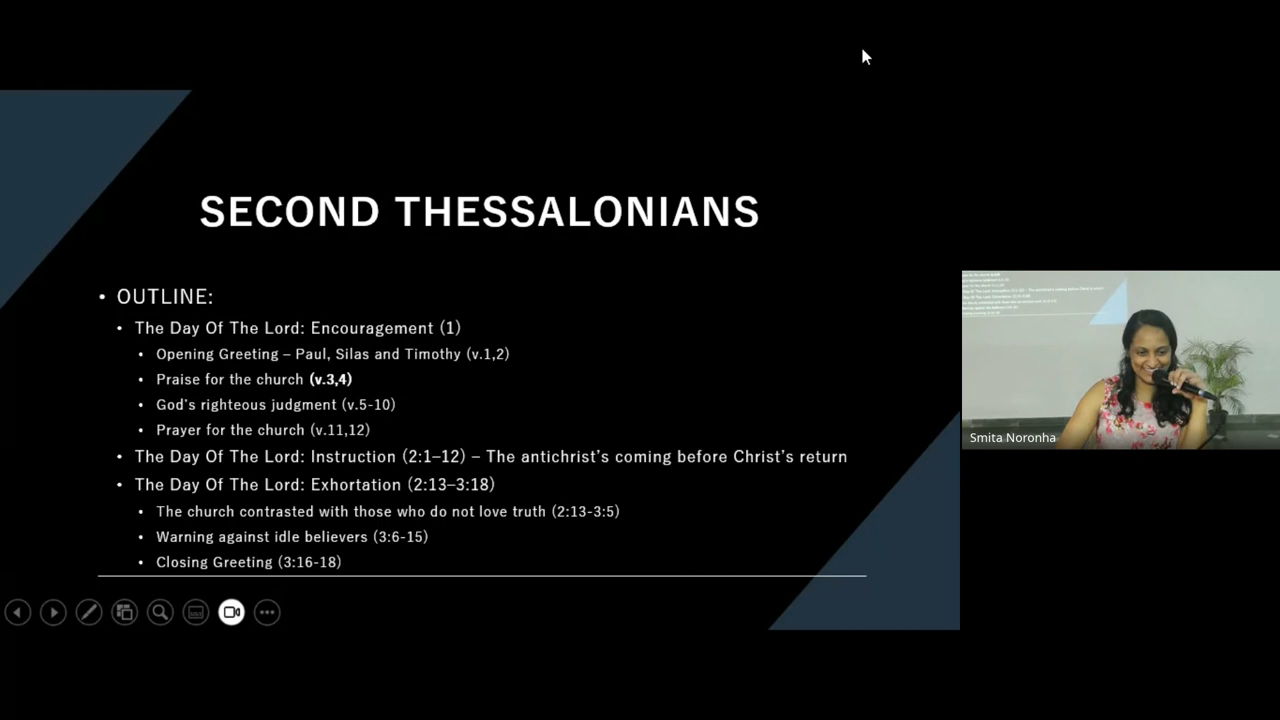 SECOND THESSALONIANS
• OUTLINE:
• The Day Of The Lord: Encouragement (1)
• Opening Greeting – Paul, Silas and Timothy (v.1,2)
• Praise for the church (v.3,4)
• God's righteous judgment (v.5-10)
• Prayer for the church (v.11,12)
• The Day Of The Lord: Instruction (2:1–12) – The antichrist's coming before Christ's return
• The Day Of The Lord: Exhortation (2:13–3:18)
• The church contrasted with those who do not love truth (2:13-3:5)
• Warning against idle believers (3:6-15)
• Closing Greeting (3:16-18)
Smita Noronha